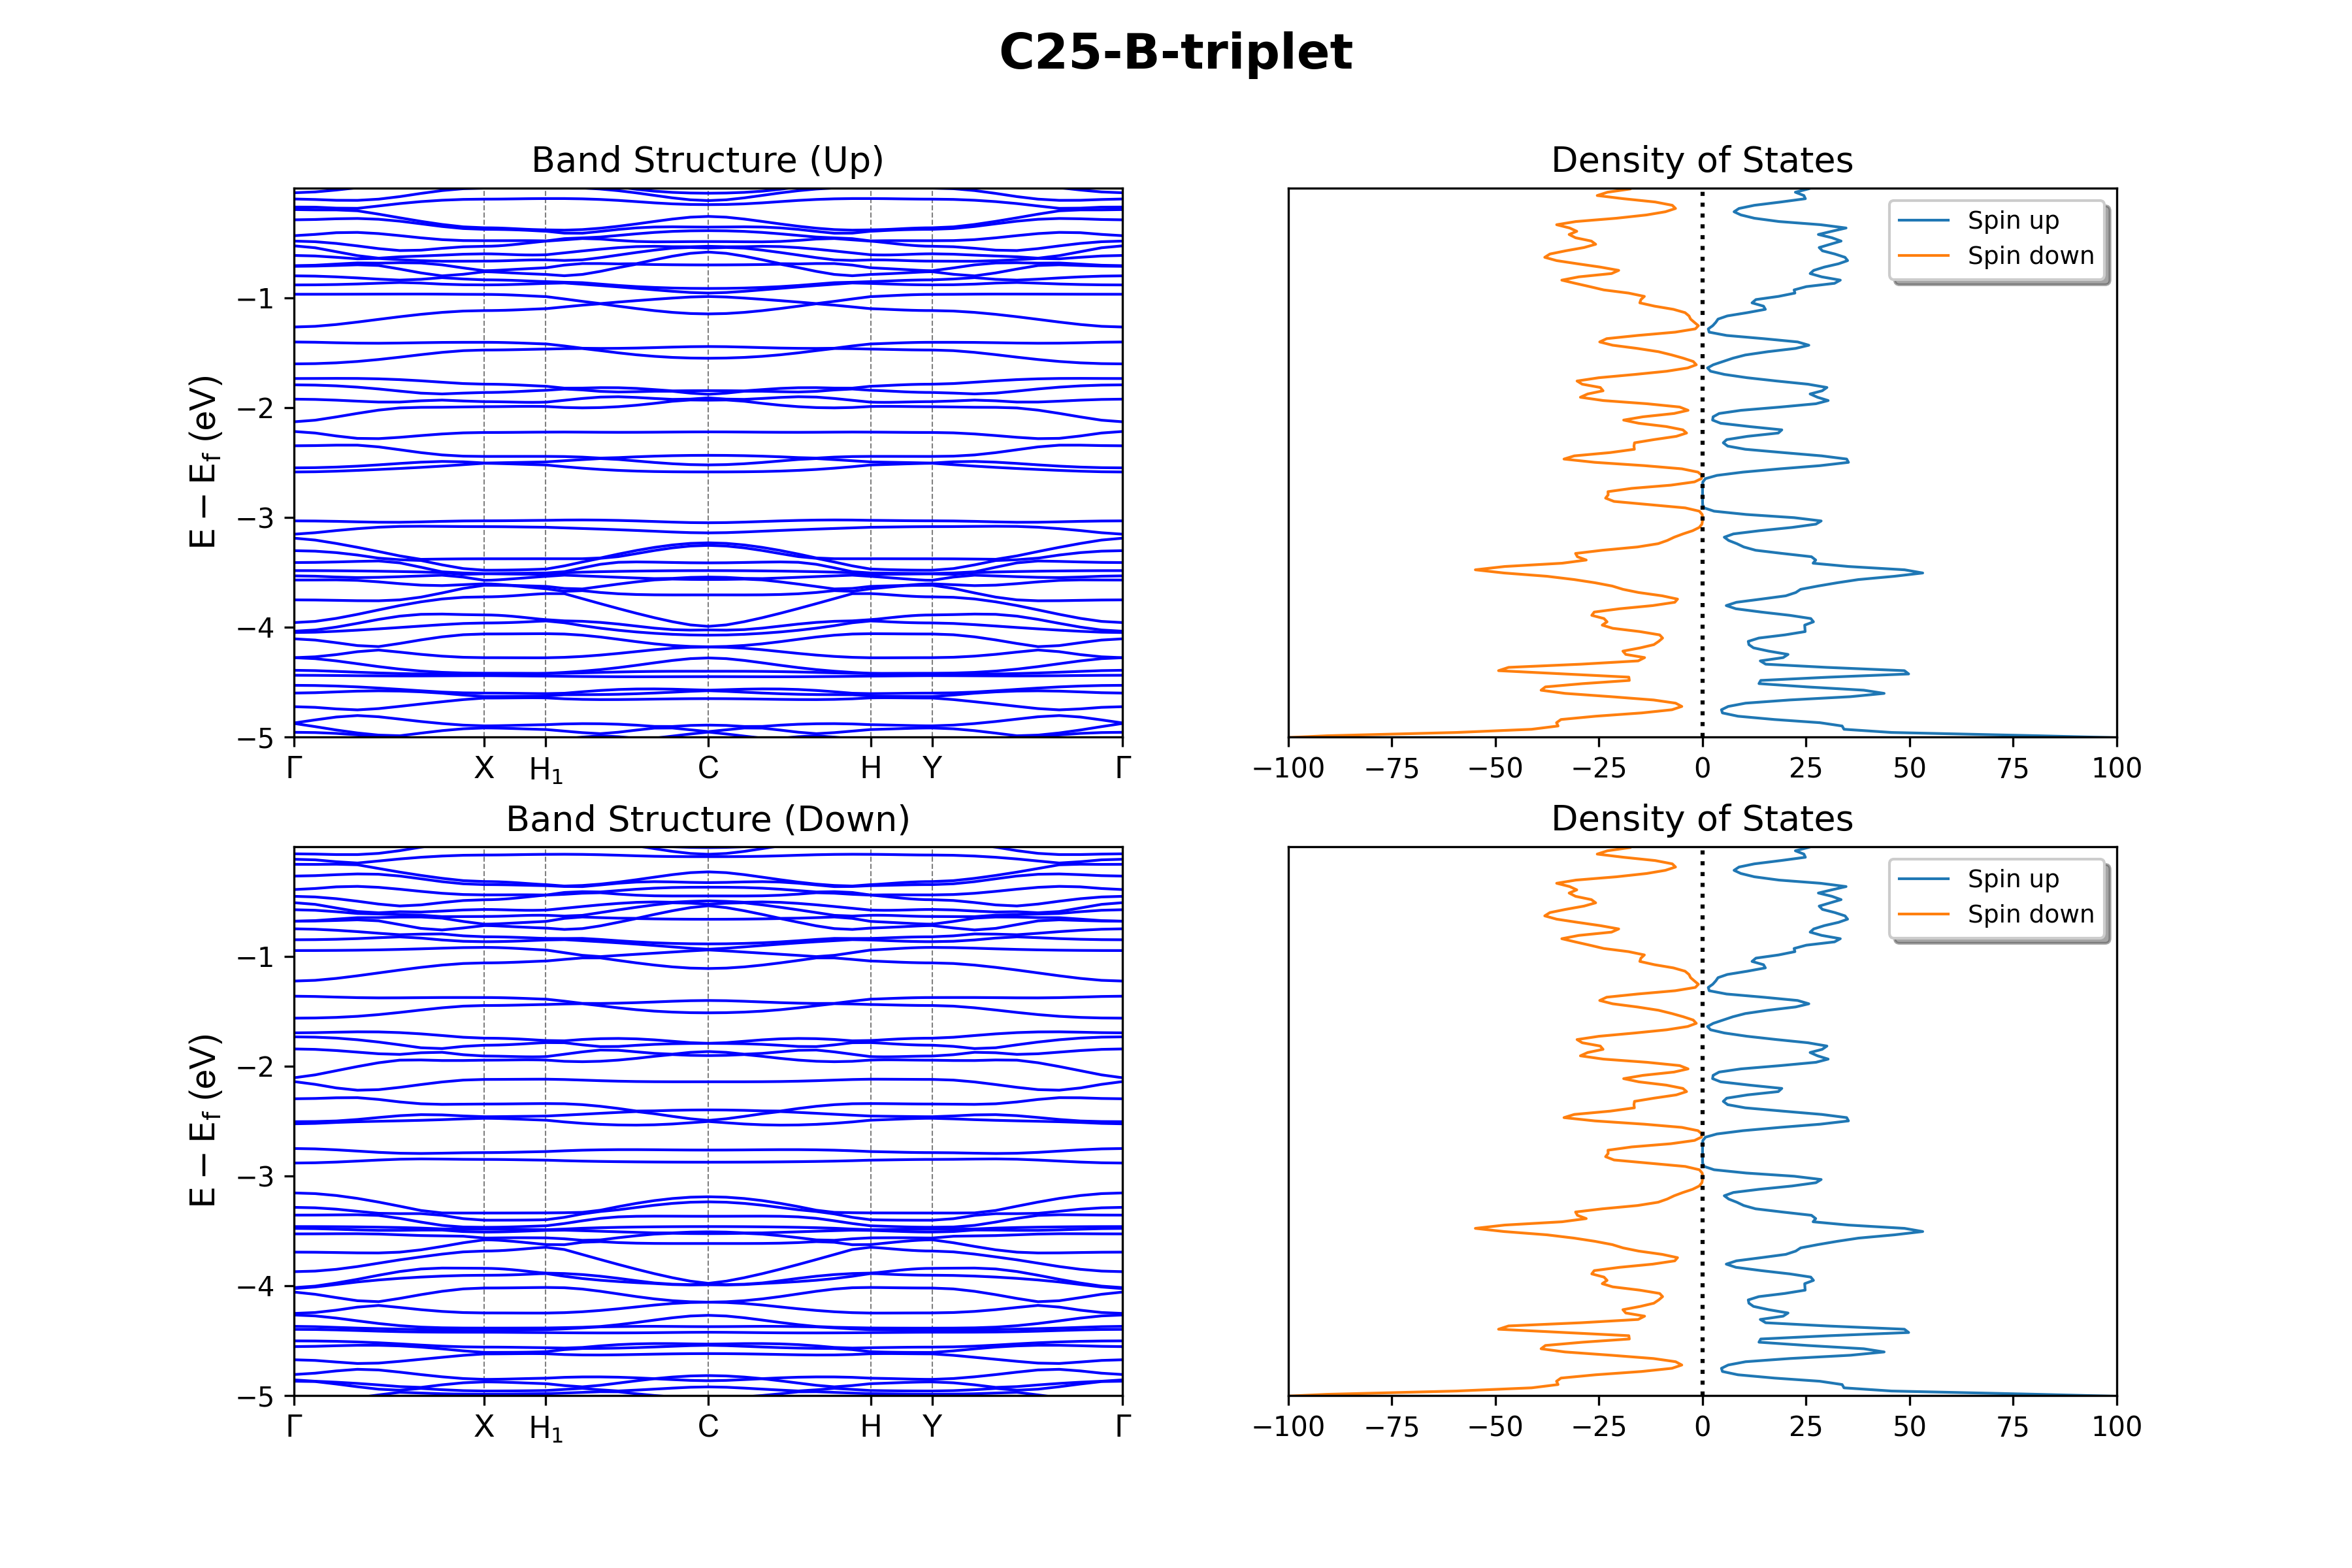 C25-B-triplet
Band Structure (Up)
E − E_f (eV)
−1
−2
−3
−4
−5
Γ X H₁ C H Y Γ
Density of States
Spin up
Spin down
−100 −75 −50 −25 0 25 50 75 100
Band Structure (Down)
E − E_f (eV)
−1
−2
−3
−4
−5
Γ X H₁ C H Y Γ
Density of States
Spin up
Spin down
−100 −75 −50 −25 0 25 50 75 100